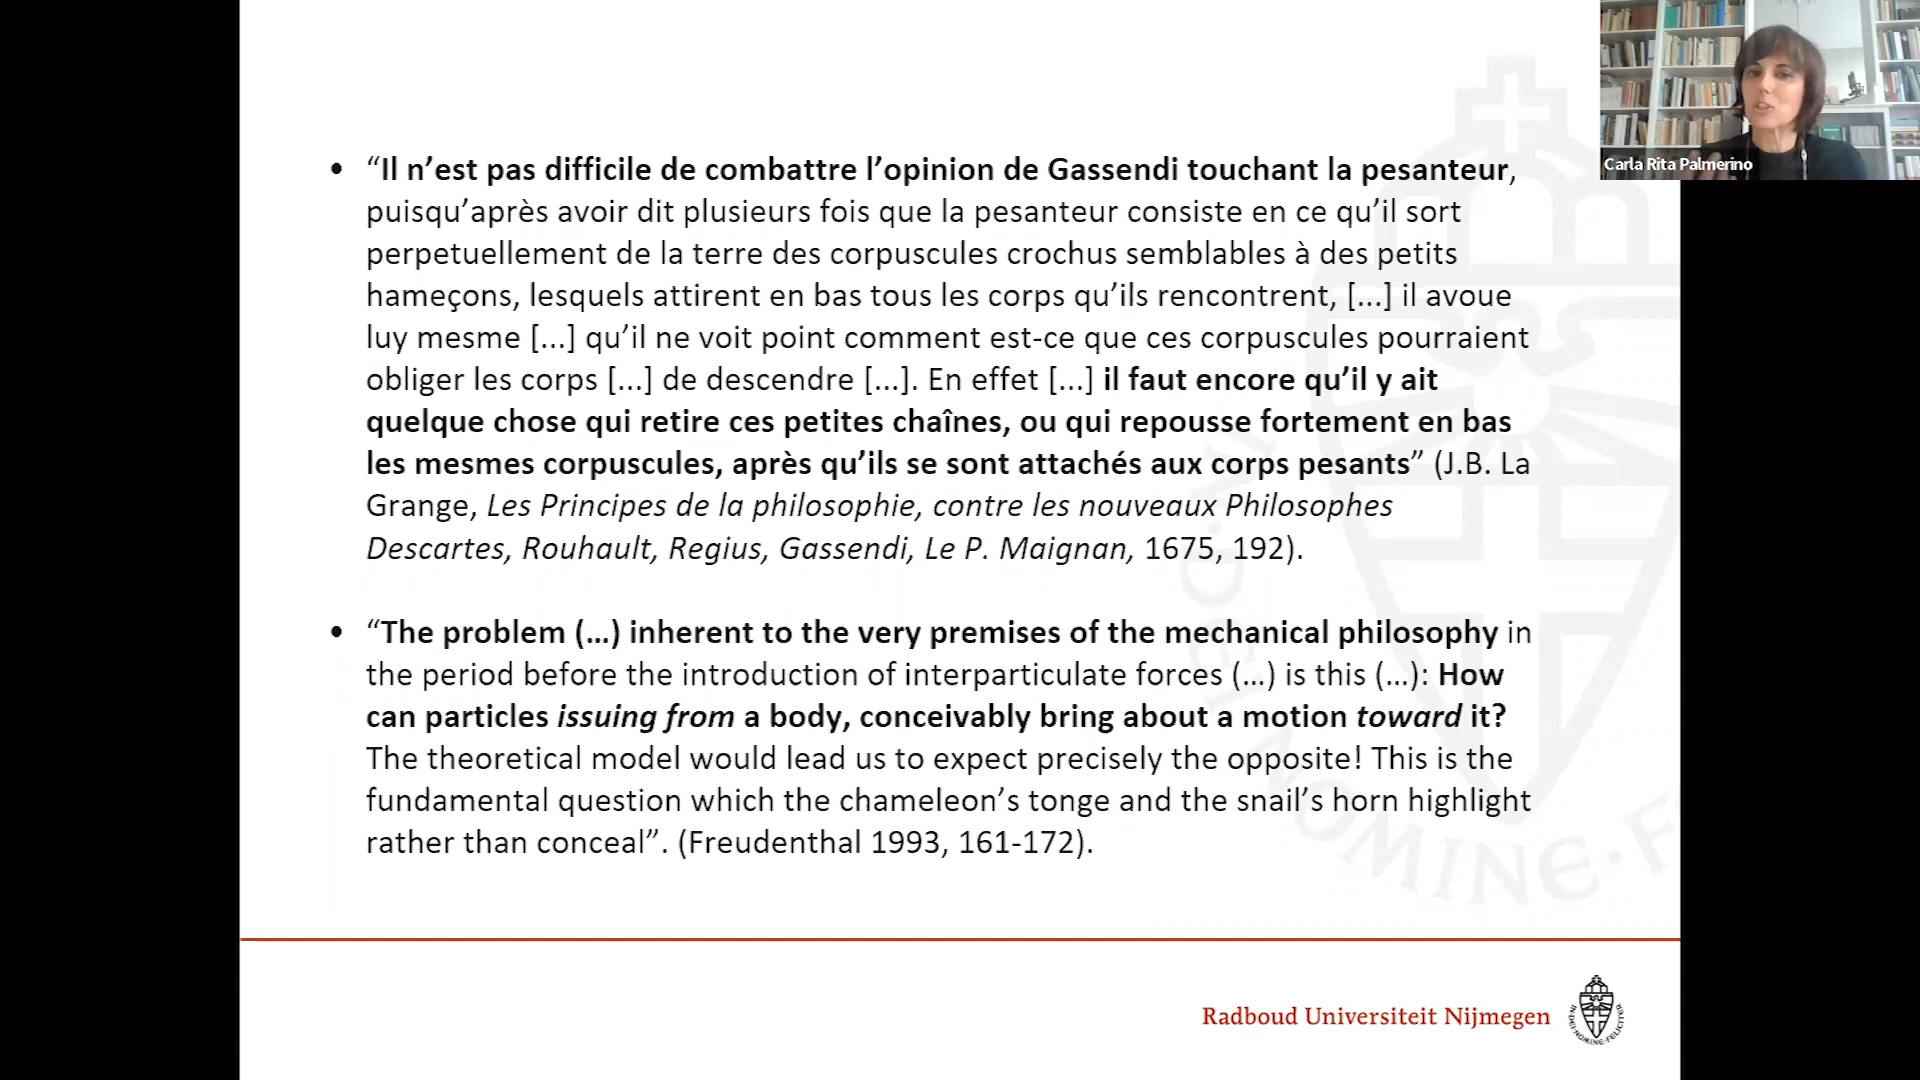 Carla Rita Palmerino
• “Il n’est pas difficile de combattre l’opinion de Gassendi touchant la pesanteur,
puisqu’après avoir dit plusieurs fois que la pesanteur consiste en ce qu’il sort
perpetuellement de la terre des corpuscules crochus semblables à des petits
hameçons, lesquels attirent en bas tous les corps qu’ils rencontrent, [...] il avoue
luy mesme [...] qu’il ne voit point comment est-ce que ces corpuscules pourraient
obliger les corps [...] de descendre [...]. En effet [...] il faut encore qu’il y ait
quelque chose qui retire ces petites chaînes, ou qui repousse fortement en bas
les mesmes corpuscules, après qu’ils se sont attachés aux corps pesants” (J.B. La
Grange, Les Principes de la philosophie, contre les nouveaux Philosophes
Descartes, Rouhault, Regius, Gassendi, Le P. Maignan, 1675, 192).
• “The problem (…) inherent to the very premises of the mechanical philosophy in
the period before the introduction of interparticulate forces (…) is this (…): How
can particles issuing from a body, conceivably bring about a motion toward it?
The theoretical model would lead us to expect precisely the opposite! This is the
fundamental question which the chameleon’s tonge and the snail’s horn highlight
rather than conceal”. (Freudenthal 1993, 161-172).
Radboud Universiteit Nijmegen
IN DEI NOMINE FELICITER